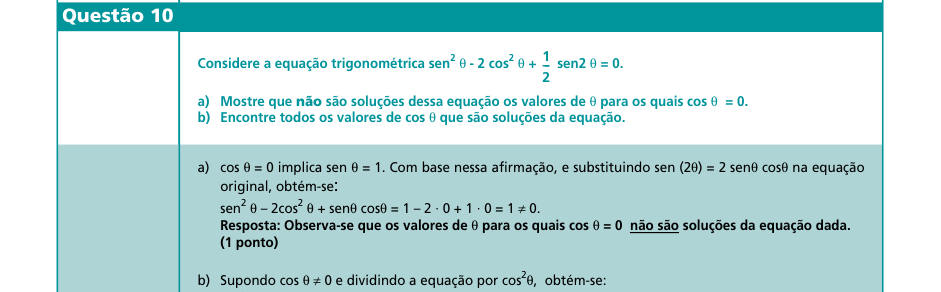 Questão 10
Considere a equação trigonométrica sen² θ - 2 cos² θ + 1/2 sen2 θ = 0.
a) Mostre que não são soluções dessa equação os valores de θ para os quais cos θ = 0.
b) Encontre todos os valores de cos θ que são soluções da equação.
a) cos θ = 0 implica sen θ = 1. Com base nessa afirmação, e substituindo sen (2θ) = 2 senθ cosθ na equação
original, obtém-se:
sen² θ – 2cos² θ + senθ cosθ = 1 – 2 · 0 + 1 · 0 = 1 ≠ 0.
Resposta: Observa-se que os valores de θ para os quais cos θ = 0 não são soluções da equação dada.
(1 ponto)
b) Supondo cos θ ≠ 0 e dividindo a equação por cos²θ, obtém-se: